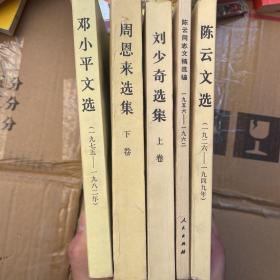 邓小平文选
(一九七五——一九八二年)
周恩来选集
下卷
刘少奇选集
上卷
陈云同志文稿选编
(一九五六——一九六二)
人民出版社
陈云文选
(一九二六——一九四九年)